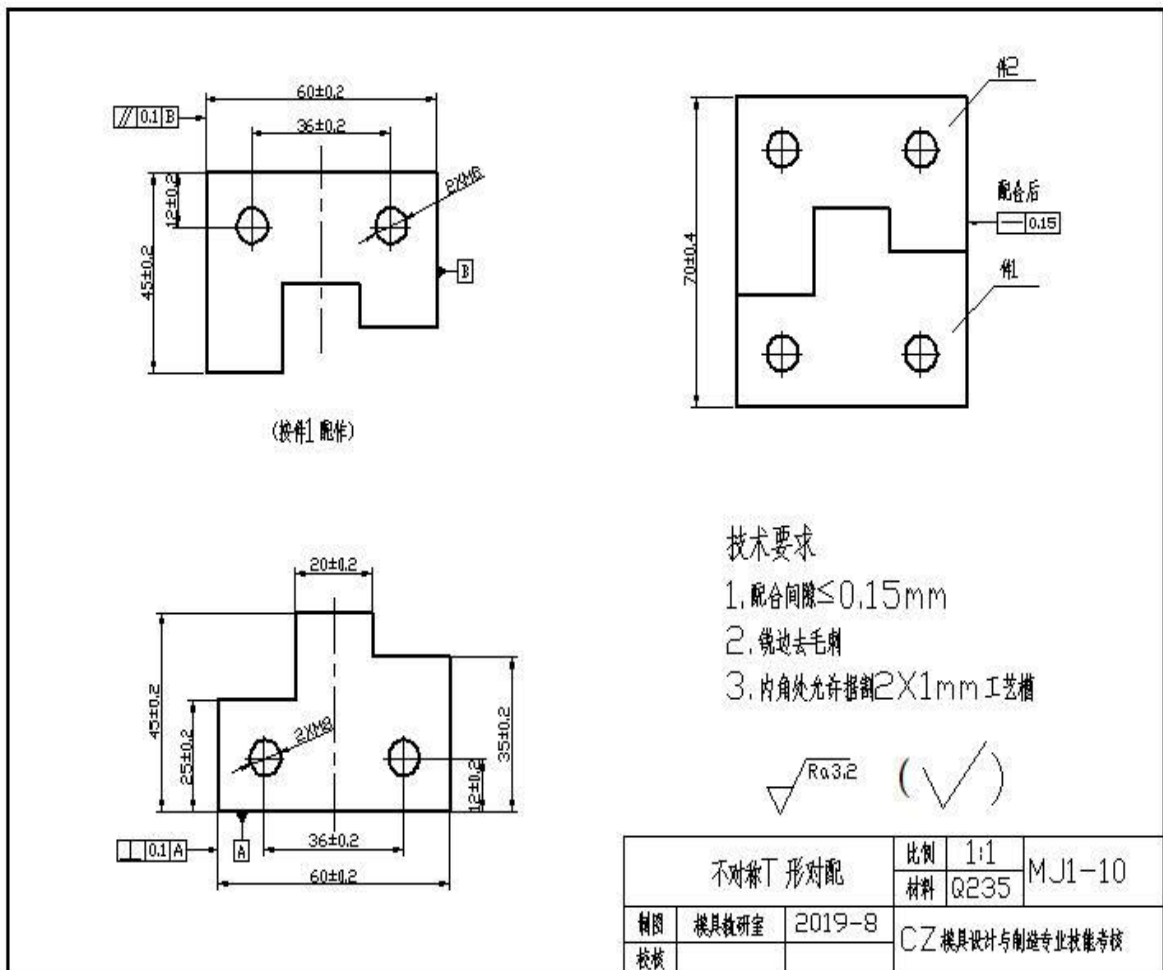 60±0.2
// 0.1 B
36±0.2
2XM8
12±0.2
45±0.2
B
(按件1 配作)
件2
配合后
— 0.15
70±0.4
件1
20±0.2
45±0.2
25±0.2
2XM8
35±0.2
12±0.2
⊥ 0.1 A
A
36±0.2
60±0.2
技术要求
1.配合间隙≤0.15mm
2.锐边去毛刺
3.内角处允许锯割2X1mm工艺槽
Ra3.2 (√)
不对称T 形对配 比例 1:1 MJ1-10
材料 Q235
制图 模具教研室 2019-8 CZ模具设计与制造专业技能考核
校核